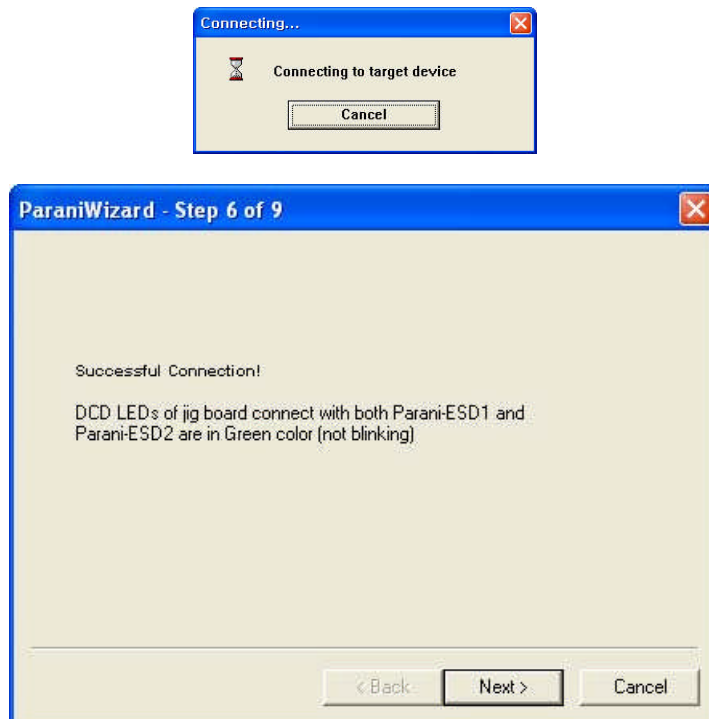 Connecting...
Connecting to target device
Cancel
ParaniWizard - Step 6 of 9
Successful Connection!
DCD LEDs of jig board connect with both Parani-ESD1 and
Parani-ESD2 are in Green color (not blinking)
< Back
Next >
Cancel